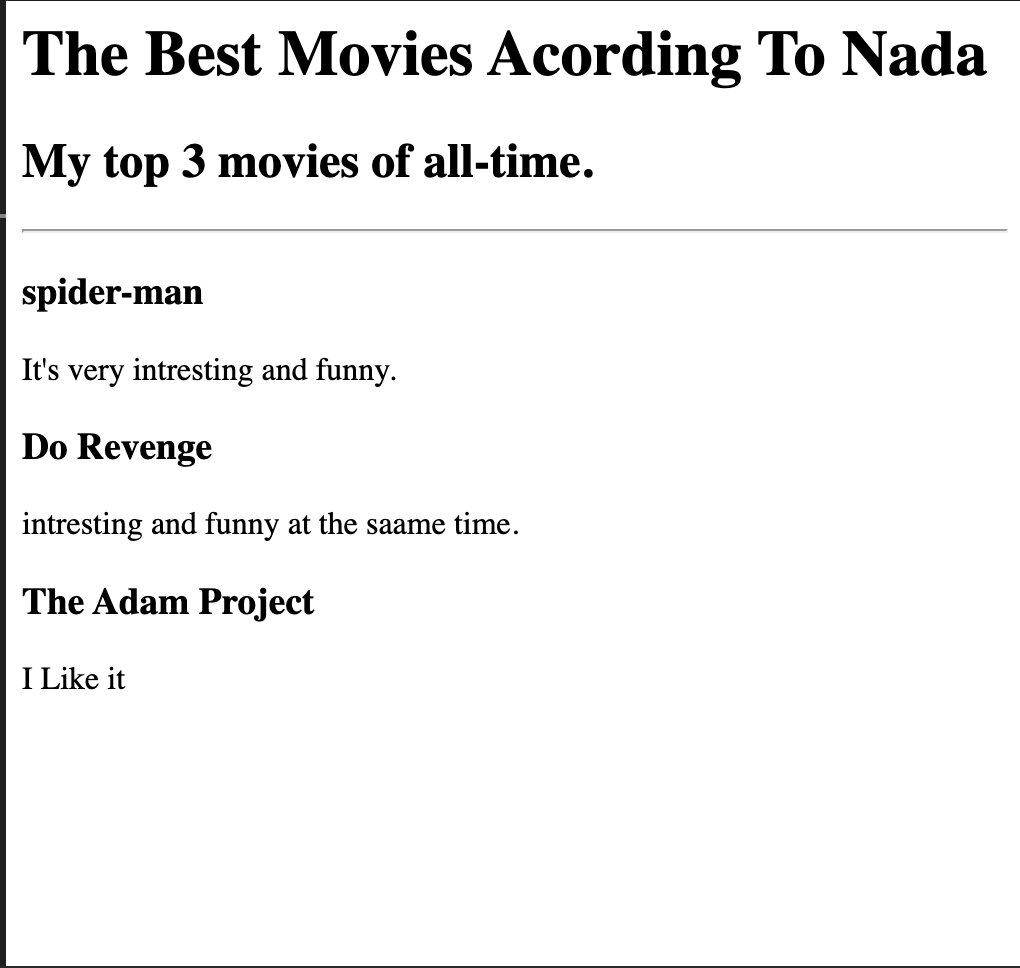 The Best Movies Acording To Nada
My top 3 movies of all-time.
spider-man
It's very intresting and funny.
Do Revenge
intresting and funny at the saame time.
The Adam Project
I Like it